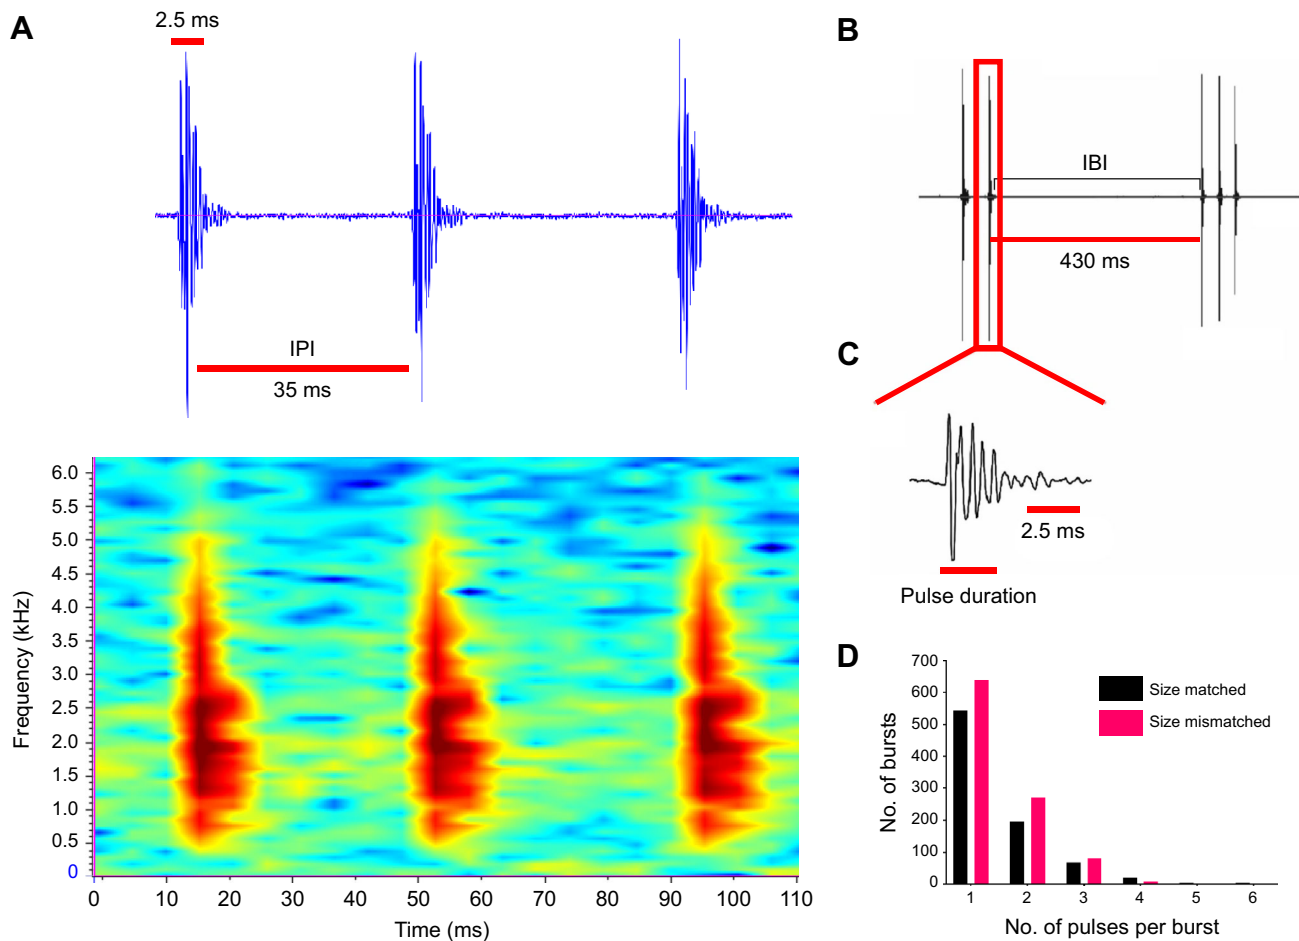 A
2.5 ms
IPI
35 ms
6.0
5.5
5.0
4.5
4.0
3.5
3.0
2.5
2.0
1.5
1.0
0.5
0
Frequency (kHz)
0 10 20 30 40 50 60 70 80 90 100 110
Time (ms)
B
IBI
430 ms
C
2.5 ms
Pulse duration
D
700
600
500
400
300
200
100
0
No. of bursts
Size matched
Size mismatched
1 2 3 4 5 6
No. of pulses per burst